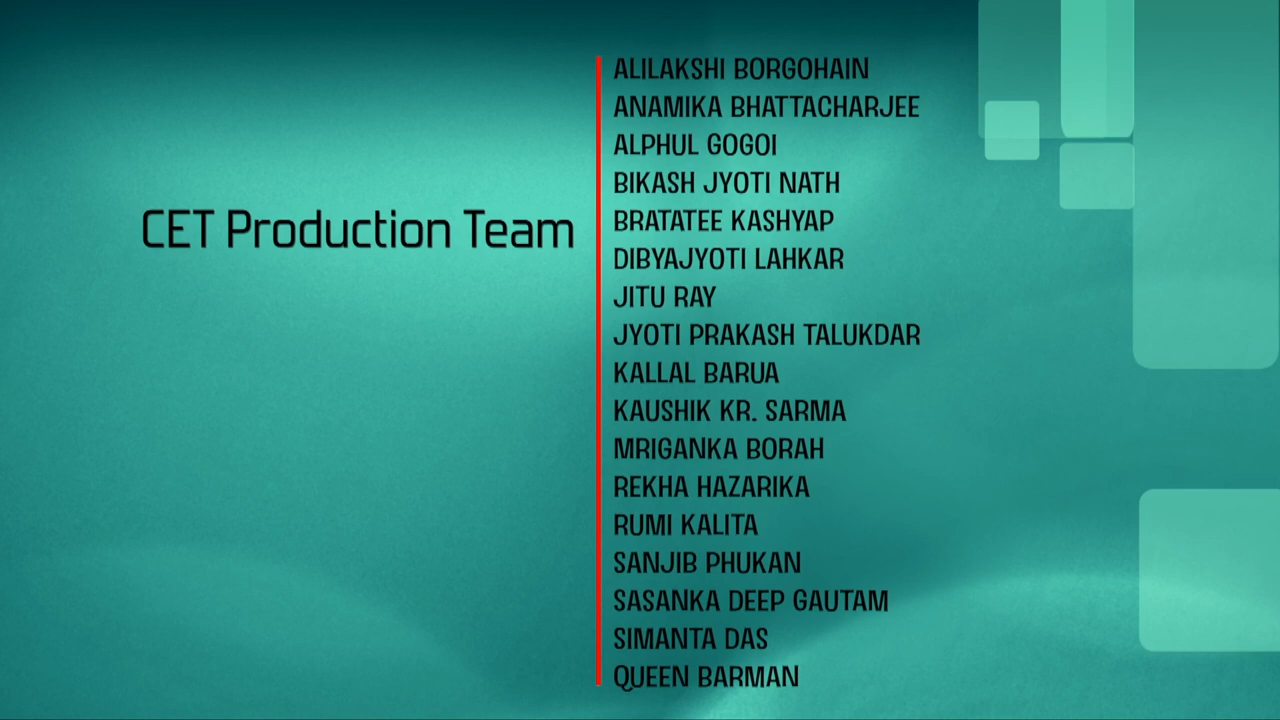 CET Production Team
ALILAKSHI BORGOHAIN
ANAMIKA BHATTACHARJEE
ALPHUL GOGOI
BIKASH JYOTI NATH
BRATATEE KASHYAP
DIBYAJYOTI LAHKAR
JITU RAY
JYOTI PRAKASH TALUKDAR
KALLAL BARUA
KAUSHIK KR. SARMA
MRIGANKA BORAH
REKHA HAZARIKA
RUMI KALITA
SANJIB PHUKAN
SASANKA DEEP GAUTAM
SIMANTA DAS
QUEEN BARMAN